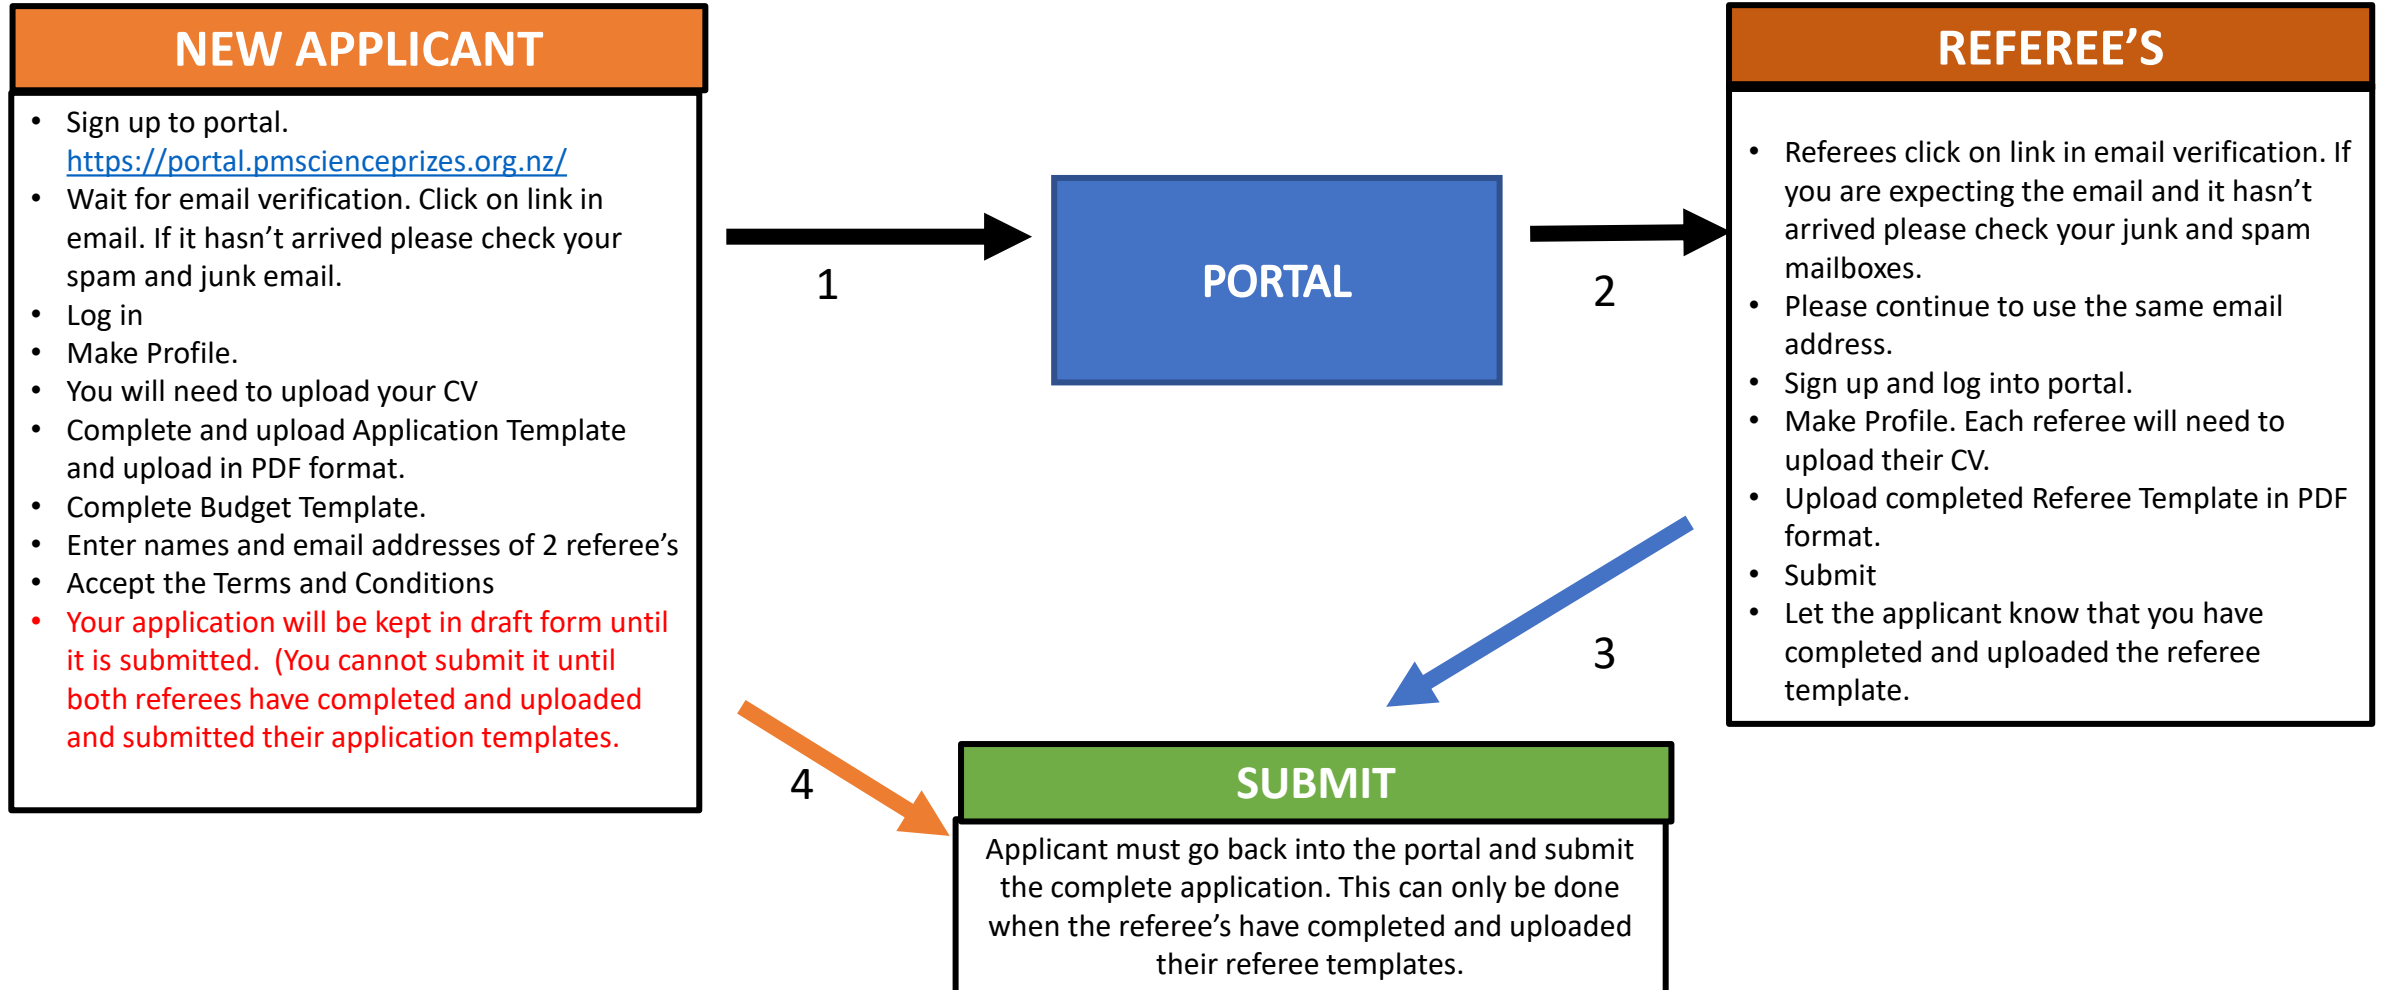 NEW APPLICANT
• Sign up to portal.
https://portal.pmscienceprizes.org.nz/
• Wait for email verification. Click on link in
email. If it hasn’t arrived please check your
spam and junk email.
• Log in
• Make Profile.
• You will need to upload your CV
• Complete and upload Application Template
and upload in PDF format.
• Complete Budget Template.
• Enter names and email addresses of 2 referee’s
• Accept the Terms and Conditions
• Your application will be kept in draft form until
it is submitted.  (You cannot submit it until
both referees have completed and uploaded
and submitted their application templates.
1
PORTAL
2
REFEREE’S
• Referees click on link in email verification. If
you are expecting the email and it hasn’t
arrived please check your junk and spam
mailboxes.
• Please continue to use the same email
address.
• Sign up and log into portal.
• Make Profile. Each referee will need to
upload their CV.
• Upload completed Referee Template in PDF
format.
• Submit
• Let the applicant know that you have
completed and uploaded the referee
template.
3
4
SUBMIT
Applicant must go back into the portal and submit
the complete application. This can only be done
when the referee’s have completed and uploaded
their referee templates.